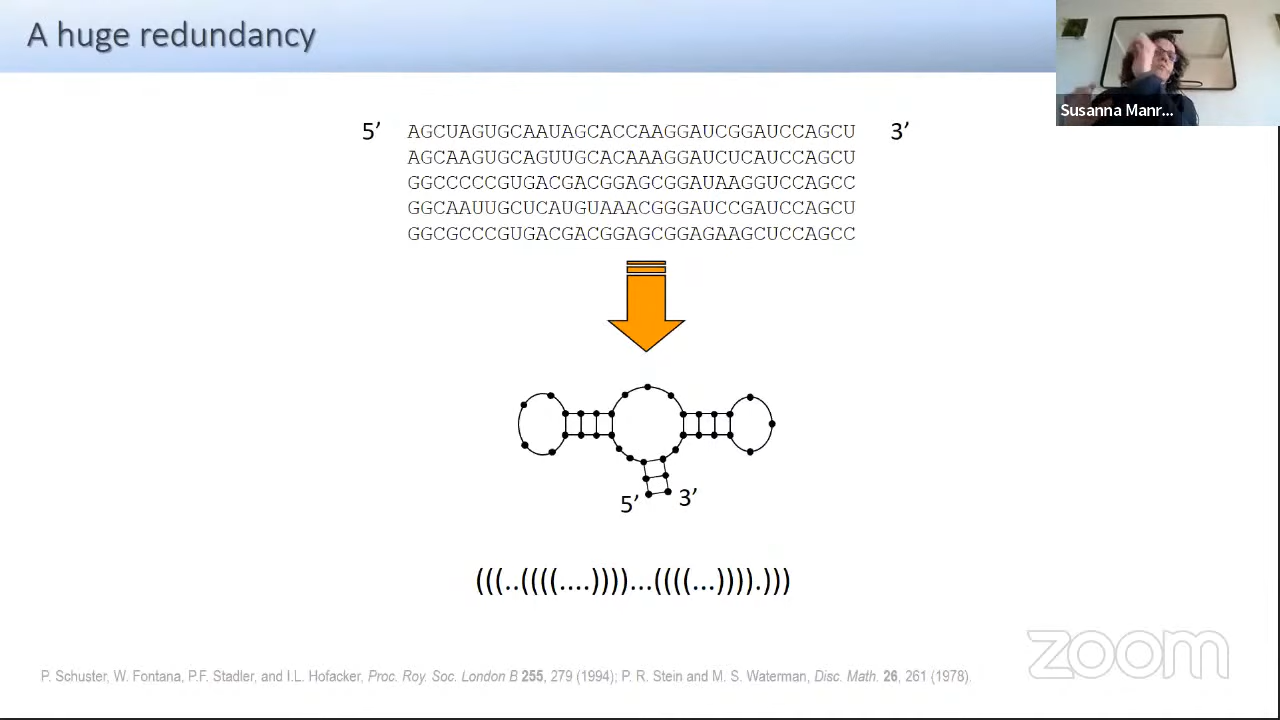 A huge redundancy
Susanna Manr...
5’ AGCUAGUGCAAUAGCACCAAGGAUCGGAUCCAGCU 3’
AGCAAGUGCAGUUGCACAAAGGAUCUCAUCCAGCU
GGCCCCCGUGACGACGGAGCGGAUAAGGUCCAGCC
GGCAAUUGCUCAUGUAAACGGGAUCCGAUCCAGCU
GGCGCCCGUGACGACGGAGCGGAGAAGCUCCAGCC
5’ 3’
(((..((((....))))...((((...)))).)))
zoom
P. Schuster, W. Fontana, P.F. Stadler, and I.L. Hofacker, Proc. Roy. Soc. London B 255, 279 (1994); P. R. Stein and M. S. Waterman, Disc. Math. 26, 261 (1978).